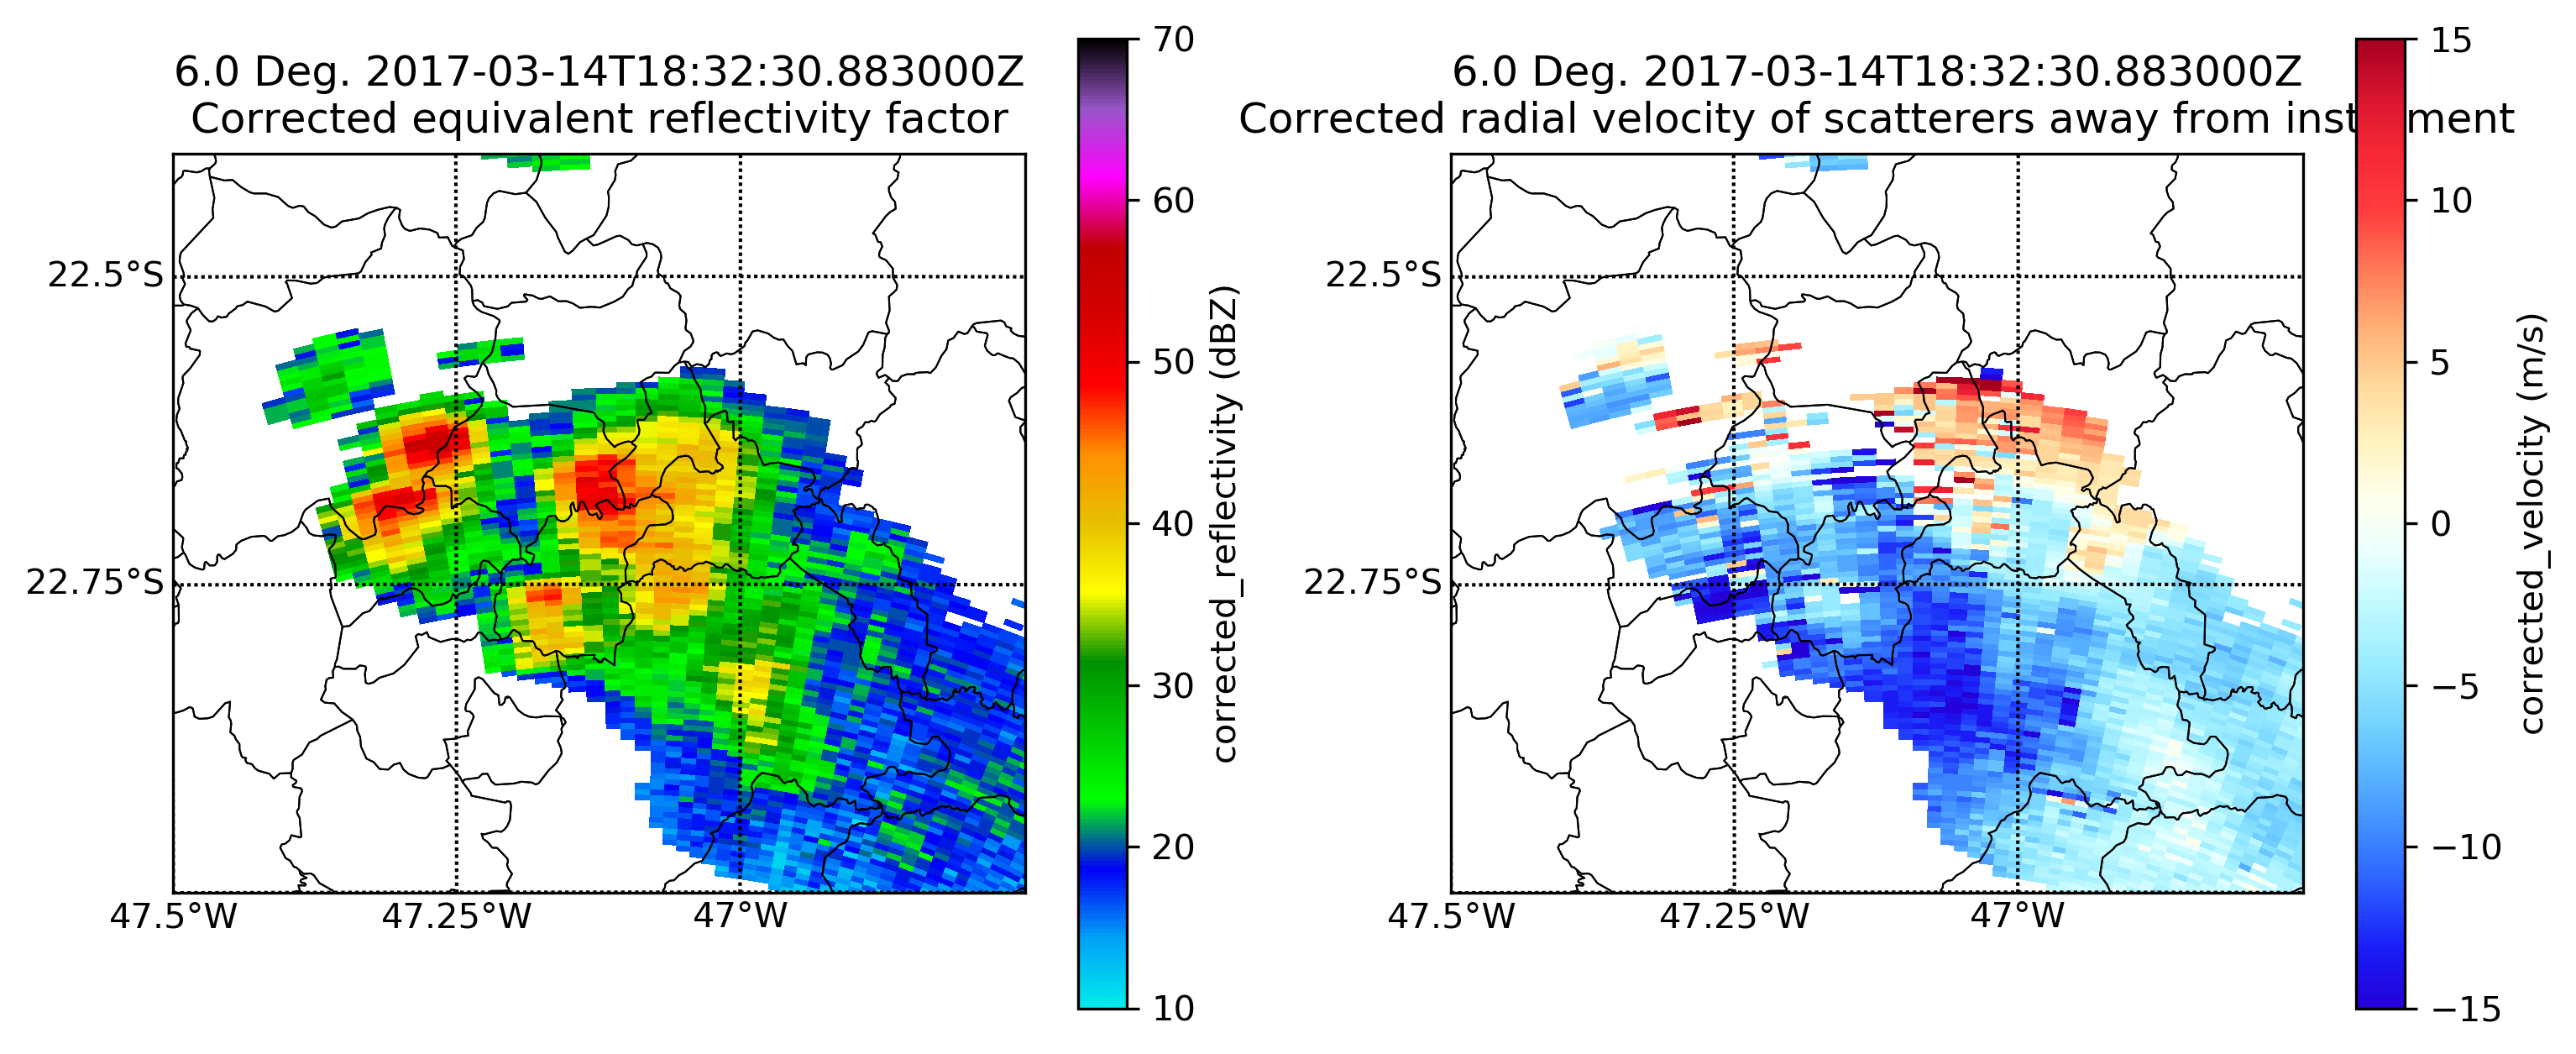 6.0 Deg. 2017-03-14T18:32:30.883000Z
Corrected equivalent reflectivity factor
22.5°S
22.75°S
47.5°W
47.25°W
47°W
70
60
50
40
30
20
10
corrected_reflectivity (dBZ)
6.0 Deg. 2017-03-14T18:32:30.883000Z
Corrected radial velocity of scatterers away from inst ment
22.5°S
22.75°S
47.5°W
47.25°W
47°W
15
10
5
0
−5
−10
−15
corrected_velocity (m/s)